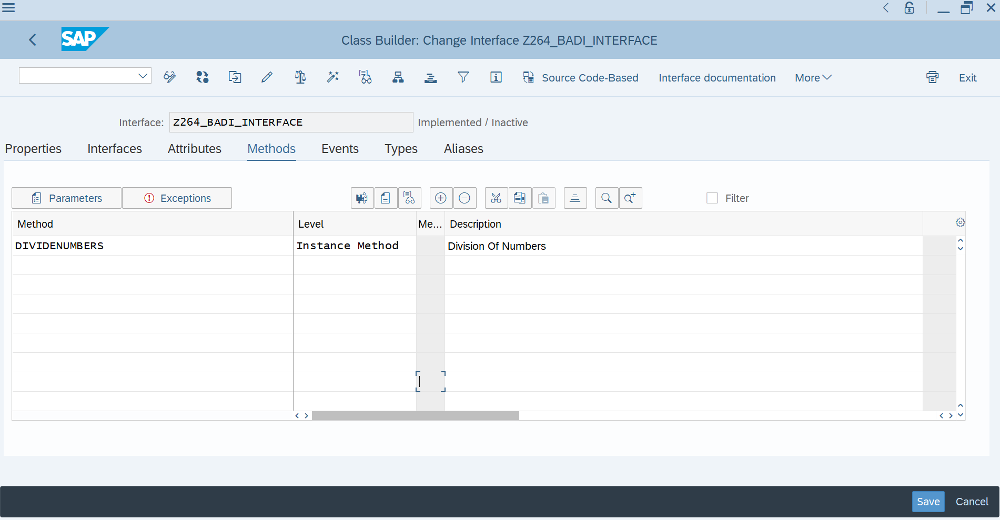 SAP
Class Builder: Change Interface Z264_BADI_INTERFACE
Source Code-Based Interface documentation More Exit
Interface: Z264_BADI_INTERFACE Implemented / Inactive
Properties Interfaces Attributes Methods Events Types Aliases
Parameters Exceptions Filter
Method Level Me... Description
DIVIDENUMBERS Instance Method Division Of Numbers
Save Cancel